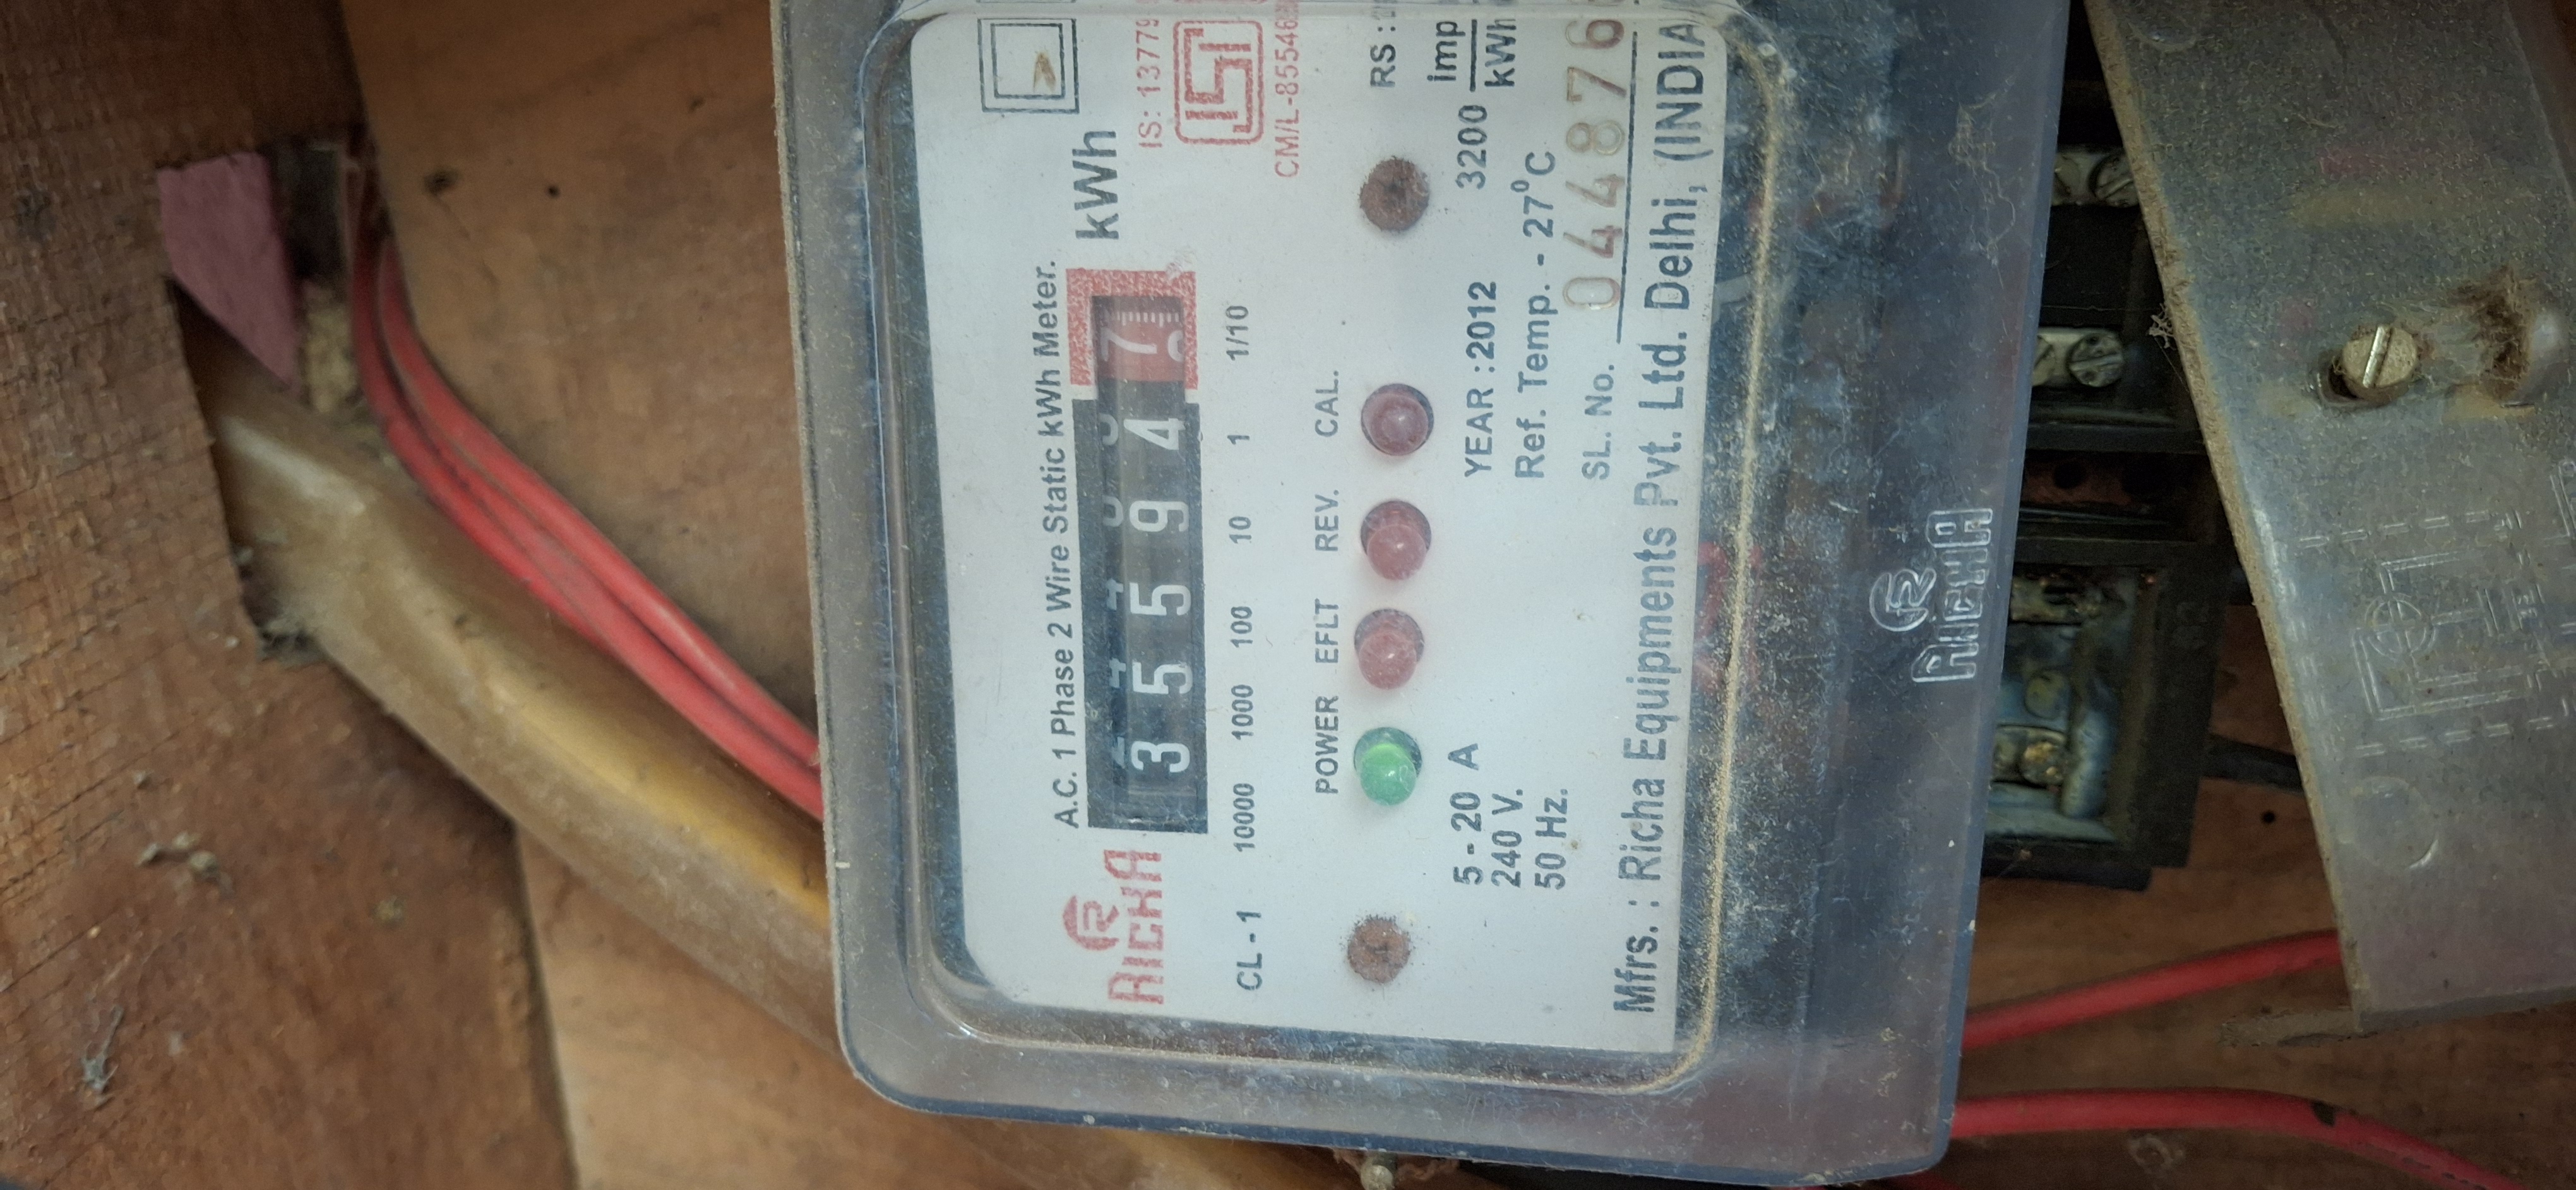 A.C. 1 Phase 2 Wire Static kWh Meter.
RICHA
3 5 5 9 4 7 kWh
CL-1 10000 1000 100 10 1 1/10
IS: 13779
CM/L-85546
POWER EFLT REV. CAL.
RS :
5-20 A
240 V.
50 Hz.
YEAR : 2012
3200 imp
kWh
Ref. Temp. - 27°C
SL. No. 044876
Mfrs. : Richa Equipments Pvt. Ltd. Delhi, (INDIA
RICHA